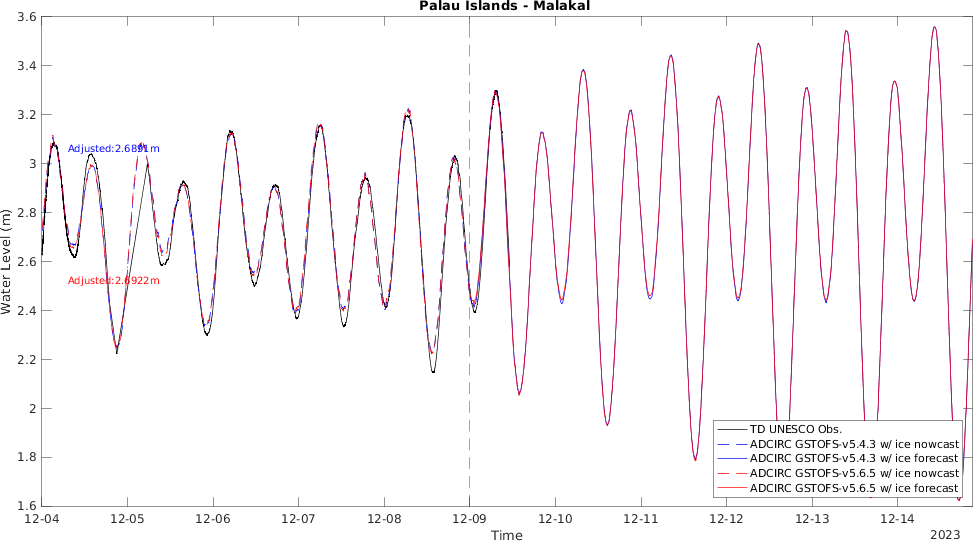 Palau Islands - Malakal
3.6
3.4
3.2
3
2.8
2.6
2.4
2.2
2
1.8
1.6
Water Level (m)
Adjusted:2.6891m
Adjusted:2.6922m
TD UNESCO Obs.
ADCIRC GSTOFS-v5.4.3 w/ ice nowcast
ADCIRC GSTOFS-v5.4.3 w/ ice forecast
ADCIRC GSTOFS-v5.6.5 w/ ice nowcast
ADCIRC GSTOFS-v5.6.5 w/ ice forecast
12-04 12-05 12-06 12-07 12-08 12-09 12-10 12-11 12-12 12-13 12-14
Time
2023